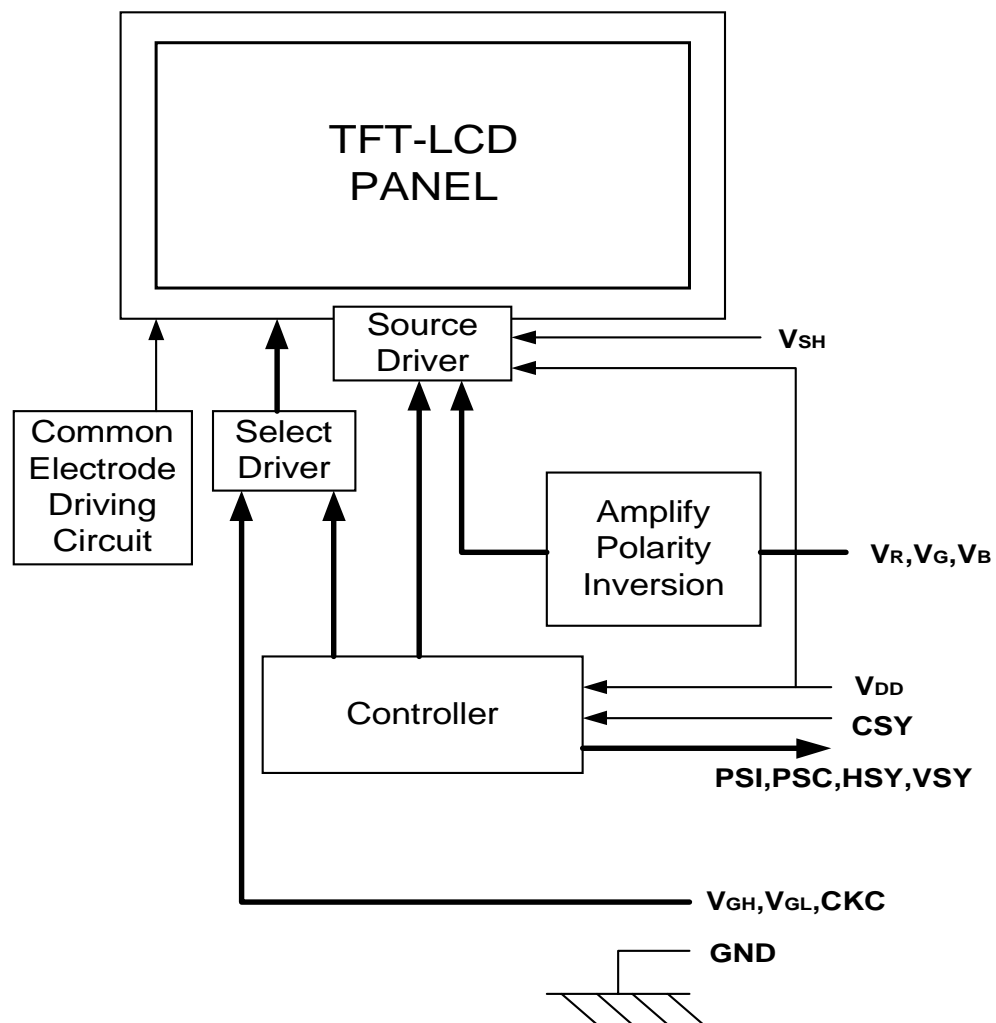 TFT-LCD
PANEL
Source
Driver
VSH
Common
Electrode
Driving
Circuit
Select
Driver
Amplify
Polarity
Inversion
VR,VG,VB
Controller
VDD
CSY
PSI,PSC,HSY,VSY
VGH,VGL,CKC
GND